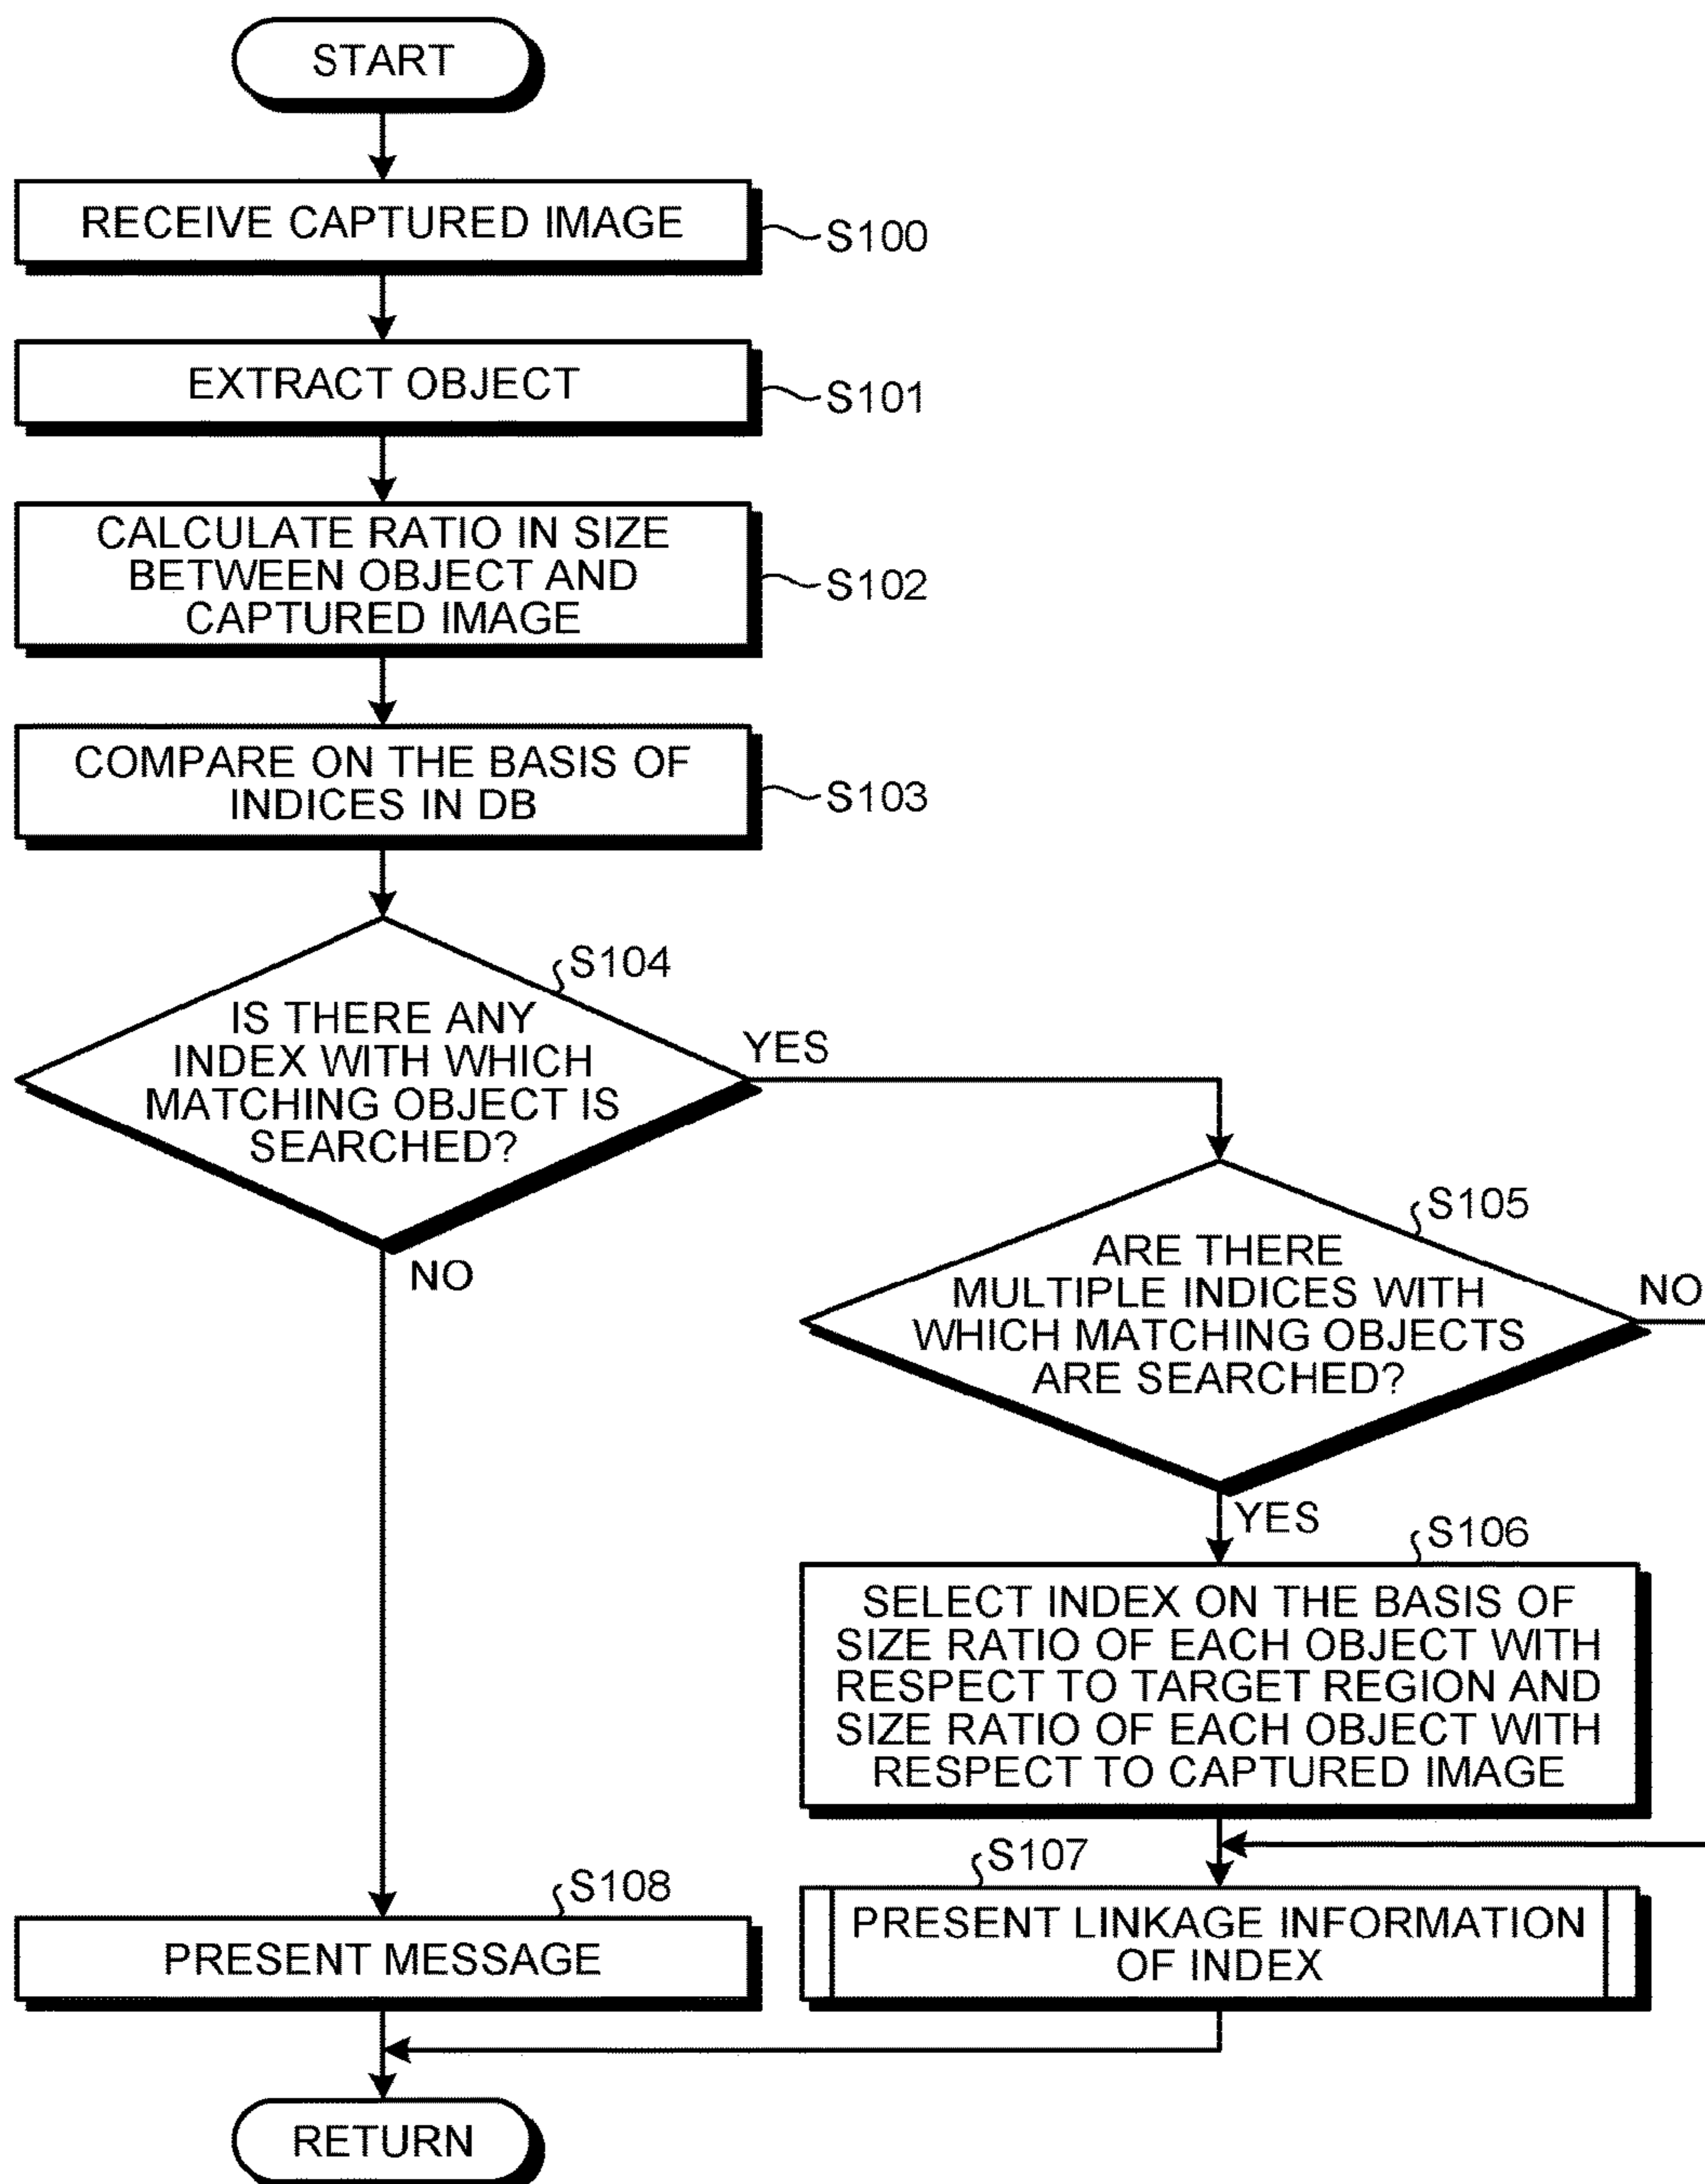 START
RECEIVE CAPTURED IMAGE
S100
EXTRACT OBJECT
S101
CALCULATE RATIO IN SIZE
BETWEEN OBJECT AND
CAPTURED IMAGE
S102
COMPARE ON THE BASIS OF
INDICES IN DB
S103
S104
IS THERE ANY
INDEX WITH WHICH
MATCHING OBJECT IS
SEARCHED?
YES
NO
S105
ARE THERE
MULTIPLE INDICES WITH
WHICH MATCHING OBJECTS
ARE SEARCHED?
NO
YES
S106
SELECT INDEX ON THE BASIS OF
SIZE RATIO OF EACH OBJECT WITH
RESPECT TO TARGET REGION AND
SIZE RATIO OF EACH OBJECT WITH
RESPECT TO CAPTURED IMAGE
S107
PRESENT LINKAGE INFORMATION
OF INDEX
S108
PRESENT MESSAGE
RETURN